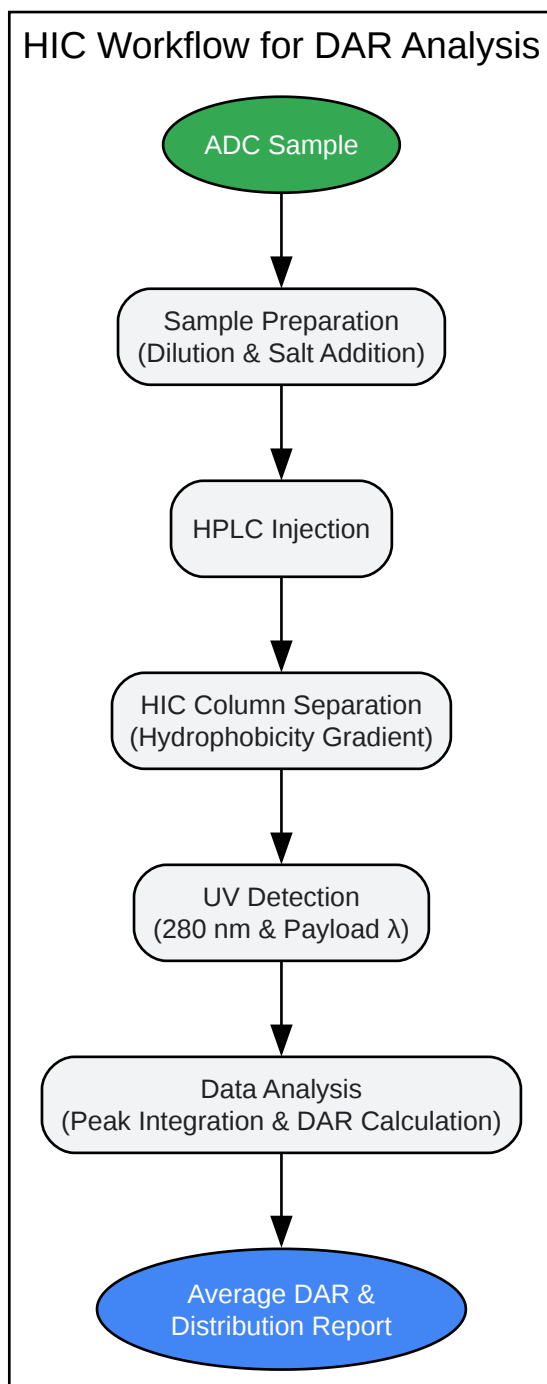 HIC Workflow for DAR Analysis
ADC Sample
Sample Preparation
(Dilution & Salt Addition)
HPLC Injection
HIC Column Separation
(Hydrophobicity Gradient)
UV Detection
(280 nm & Payload λ)
Data Analysis
(Peak Integration & DAR Calculation)
Average DAR &
Distribution Report